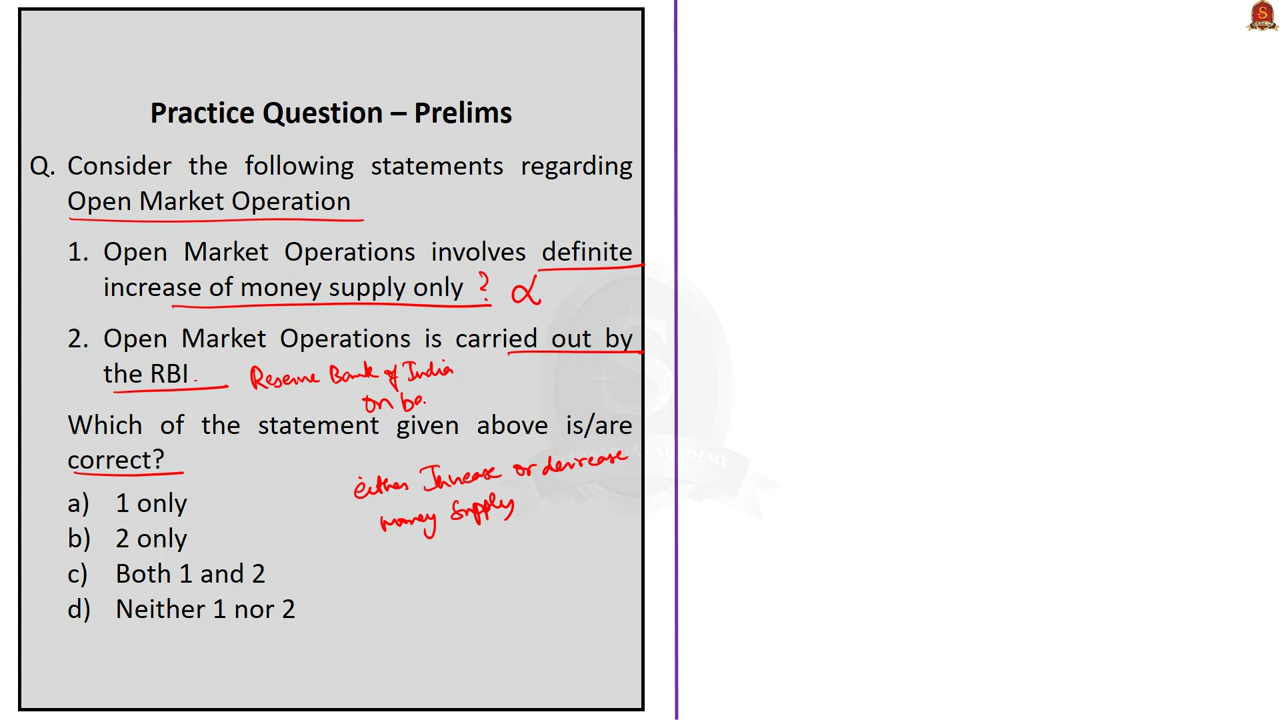 Practice Question – Prelims
Q. Consider the following statements regarding
Open Market Operation
1. Open Market Operations involves definite
increase of money supply only ?
2. Open Market Operations is carried out by
the RBI.
Reserve Bank of India
on be.
Which of the statement given above is/are
correct?
either Increase or decrease
money supply
a) 1 only
b) 2 only
c) Both 1 and 2
d) Neither 1 nor 2
S